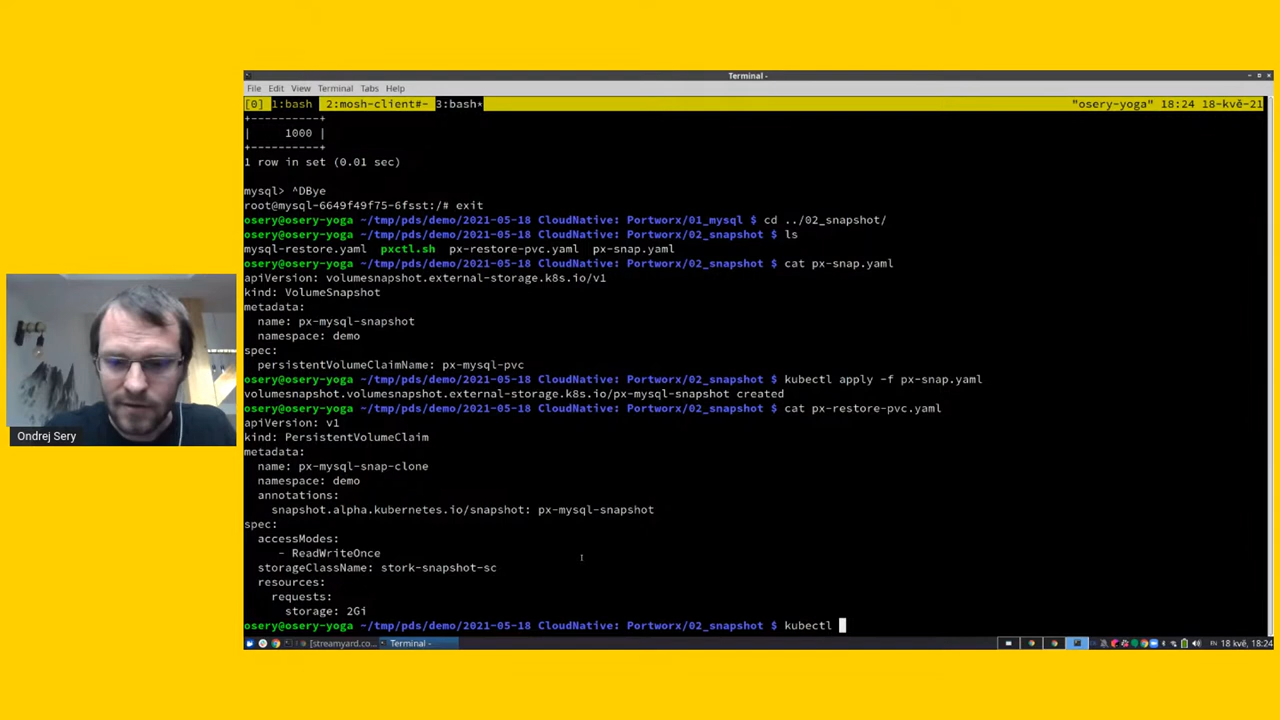 Terminal -
File Edit View Terminal Tabs Help
[0] 1:bash 2:mosh-client#- 3:bash* "osery-yoga" 18:24 18-kvě-21
+----------+
|     1000 |
+----------+
1 row in set (0.01 sec)
mysql> ^DBye
root@mysql-6649f49f75-6fsst:/# exit
osery@osery-yoga ~/tmp/pds/demo/2021-05-18 CloudNative: Portworx/01_mysql $ cd ../02_snapshot/
osery@osery-yoga ~/tmp/pds/demo/2021-05-18 CloudNative: Portworx/02_snapshot $ ls
mysql-restore.yaml pxctl.sh px-restore-pvc.yaml px-snap.yaml
osery@osery-yoga ~/tmp/pds/demo/2021-05-18 CloudNative: Portworx/02_snapshot $ cat px-snap.yaml
apiVersion: volumesnapshot.external-storage.k8s.io/v1
kind: VolumeSnapshot
metadata:
  name: px-mysql-snapshot
  namespace: demo
spec:
  persistentVolumeClaimName: px-mysql-pvc
osery@osery-yoga ~/tmp/pds/demo/2021-05-18 CloudNative: Portworx/02_snapshot $ kubectl apply -f px-snap.yaml
volumesnapshot.volumesnapshot.external-storage.k8s.io/px-mysql-snapshot created
osery@osery-yoga ~/tmp/pds/demo/2021-05-18 CloudNative: Portworx/02_snapshot $ cat px-restore-pvc.yaml
apiVersion: v1
kind: PersistentVolumeClaim
metadata:
  name: px-mysql-snap-clone
  namespace: demo
  annotations:
    snapshot.alpha.kubernetes.io/snapshot: px-mysql-snapshot
spec:
  accessModes:
     - ReadWriteOnce
  storageClassName: stork-snapshot-sc
  resources:
    requests:
      storage: 2Gi
osery@osery-yoga ~/tmp/pds/demo/2021-05-18 CloudNative: Portworx/02_snapshot $ kubectl
Ondrej Sery
[streamyard.co... Terminal - EN 18 kvě, 18:24